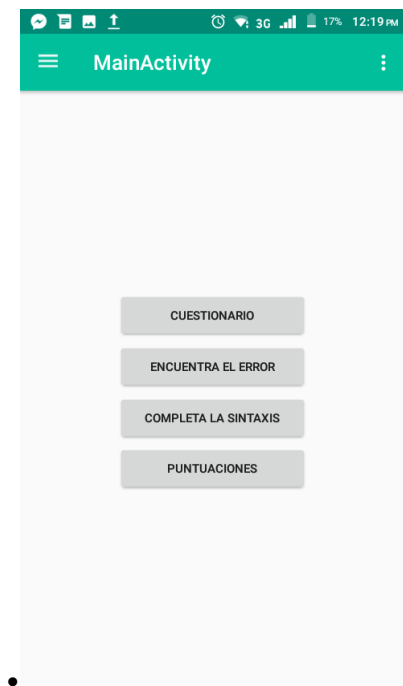 3G 17% 12:19 PM
MainActivity
CUESTIONARIO
ENCUENTRA EL ERROR
COMPLETA LA SINTAXIS
PUNTUACIONES